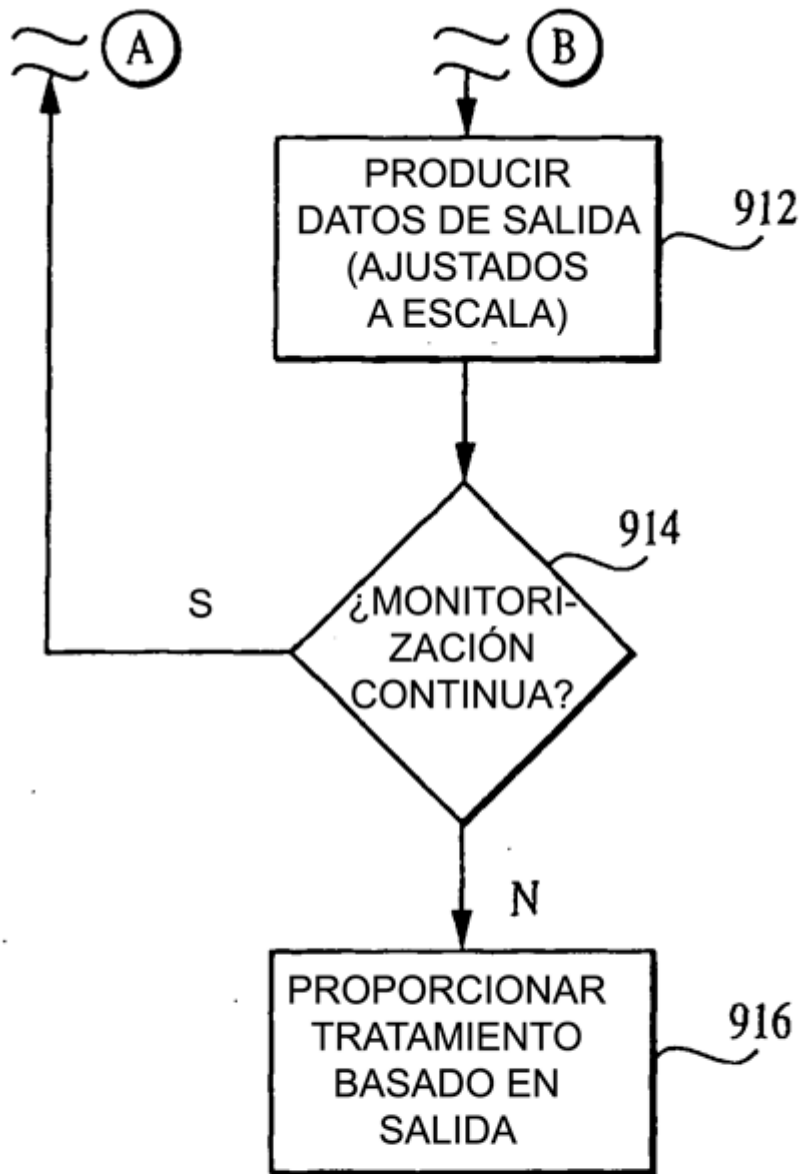 A
B
PRODUCIR
DATOS DE SALIDA
(AJUSTADOS
A ESCALA)
912
914
S
¿MONITORI-
ZACIÓN
CONTINUA?
N
PROPORCIONAR
TRATAMIENTO
BASADO EN
SALIDA
916